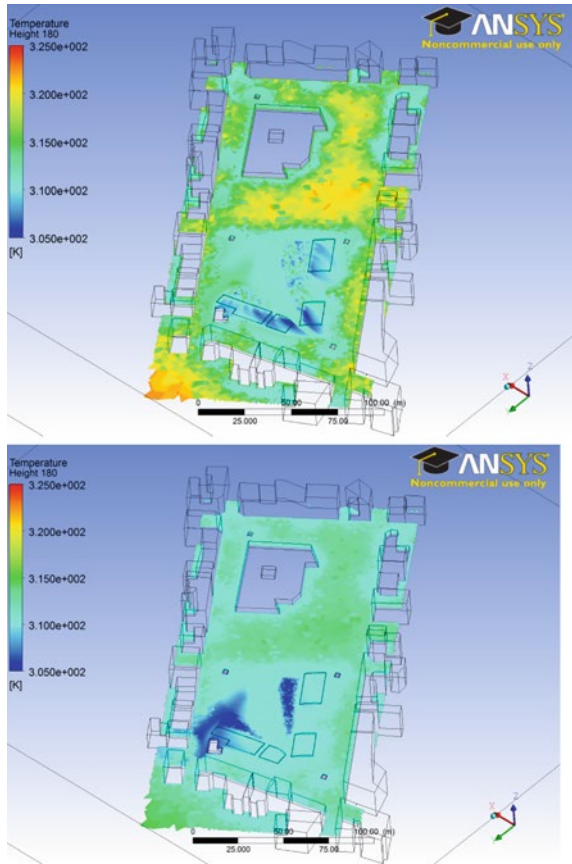 Temperature
Height 180
3.250e+002
3.200e+002
3.150e+002
3.100e+002
3.050e+002
[K]
ANSYS
Noncommercial use only
0 50.00 100.00 (m)
25.000 75.00
X Z Y
Temperature
Height 180
3.250e+002
3.200e+002
3.150e+002
3.100e+002
3.050e+002
[K]
ANSYS
Noncommercial use only
0 50.00 100.00 (m)
25.000 75.00
X Z